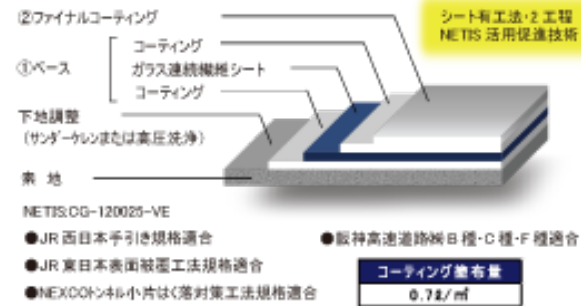 ②ファイナルコーティング
シート有工法・2工程
NETIS 活用促進技術
コーティング
①ベース
ガラス連続繊維シート
コーティング
下地調整
(サンダーケレンまたは高圧洗浄)
素 地
NETIS:CG-120025-VE
●JR西日本手引き規格適合
●阪神高速道路㈱B種・C種・F種適合
●JR東日本表面被覆工法規格適合
コーティング塗布量
●NEXCOトンネル小片はく落対策工法規格適合
0.7ℓ/㎡